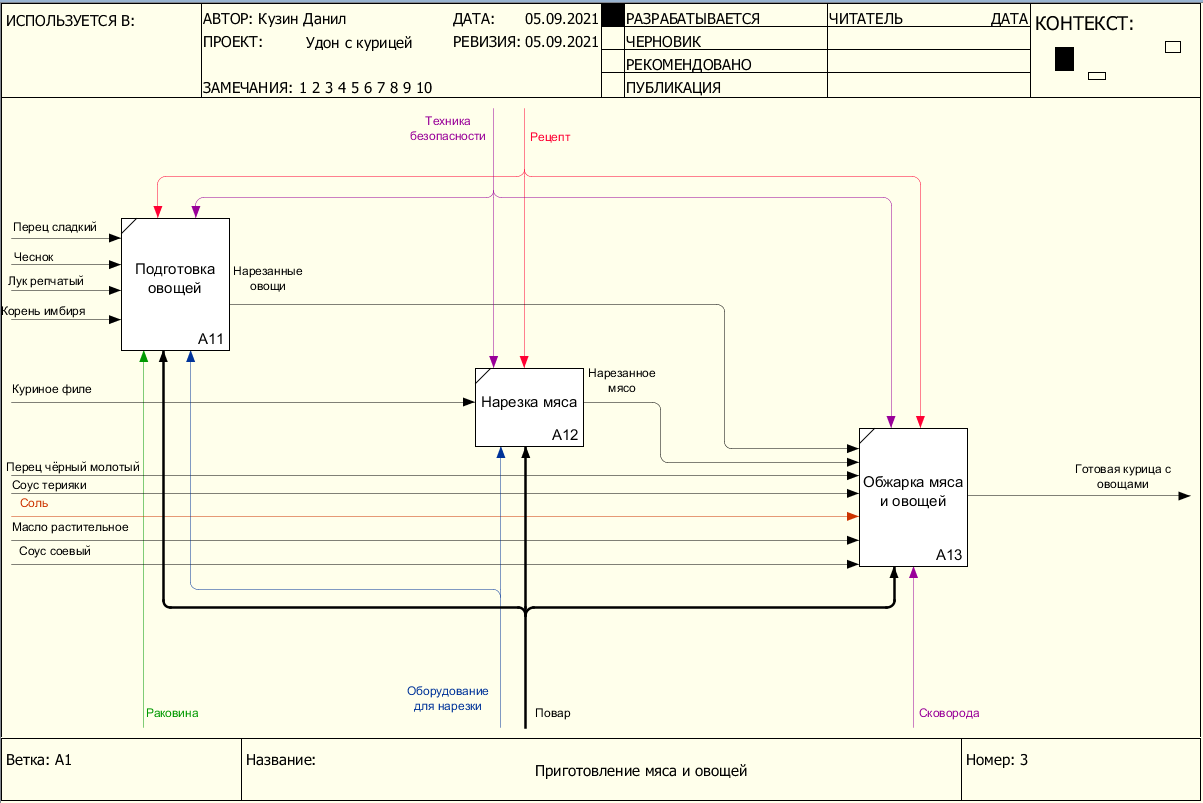 ИСПОЛЬЗУЕТСЯ В:
АВТОР: Кузин Данил
ДАТА: 05.09.2021
ПРОЕКТ: Удон с курицей
РЕВИЗИЯ: 05.09.2021
ЗАМЕЧАНИЯ: 1 2 3 4 5 6 7 8 9 10
РАЗРАБАТЫВАЕТСЯ
ЧЕРНОВИК
РЕКОМЕНДОВАНО
ПУБЛИКАЦИЯ
ЧИТАТЕЛЬ
ДАТА
КОНТЕКСТ:
Техника
безопасности
Рецепт
Перец сладкий
Чеснок
Лук репчатый
Корень имбиря
Подготовка
овощей
A11
Нарезанные
овощи
Куриное филе
Нарезка мяса
A12
Нарезанное
мясо
Перец чёрный молотый
Соус терияки
Соль
Масло растительное
Соус соевый
Обжарка мяса
и овощей
A13
Готовая курица с
овощами
Раковина
Оборудование
для нарезки
Повар
Сковорода
Ветка: A1
Название:
Приготовление мяса и овощей
Номер: 3